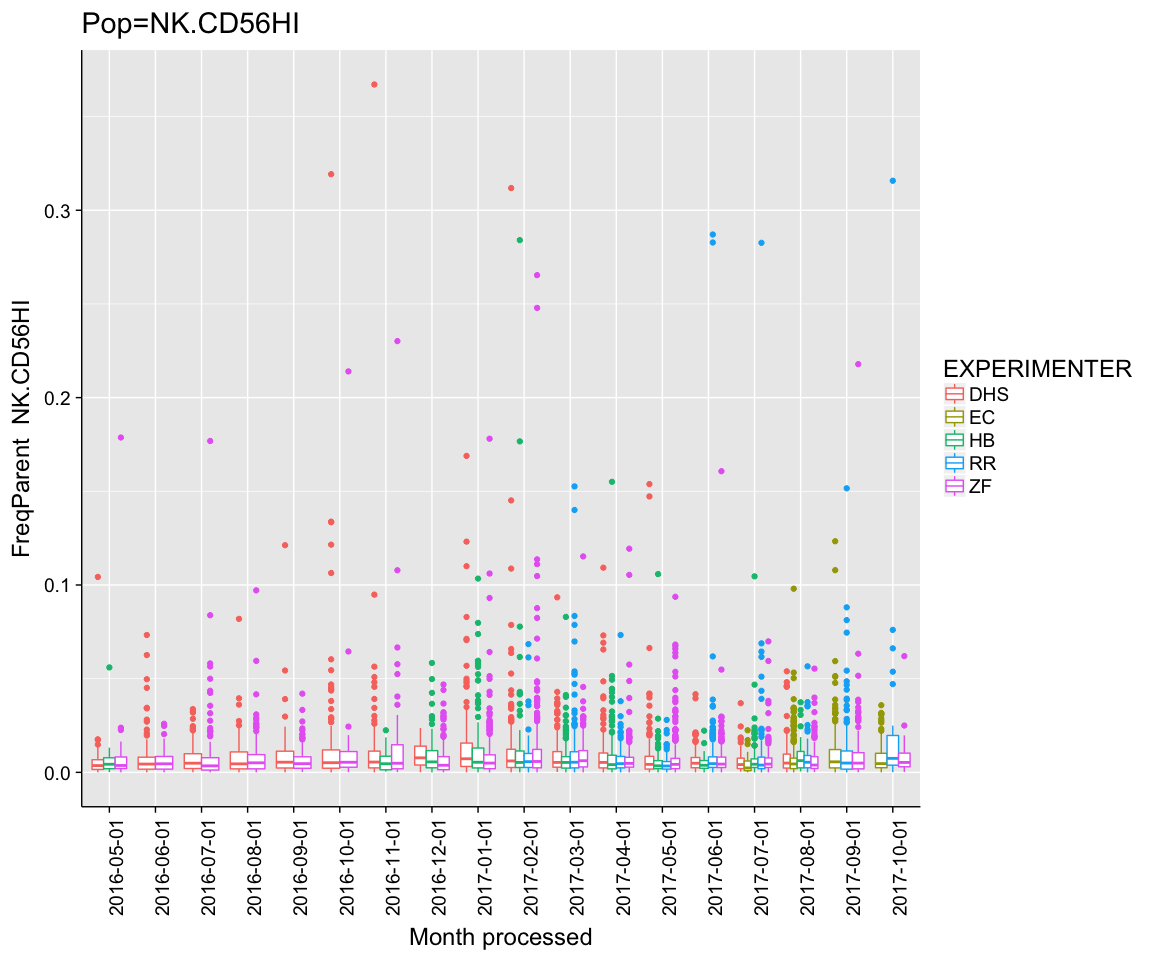 Pop=NK.CD56HI
FreqParent NK.CD56HI
0.3
0.2
0.1
0.0
2016-05-01
2016-06-01
2016-07-01
2016-08-01
2016-09-01
2016-10-01
2016-11-01
2016-12-01
2017-01-01
2017-02-01
2017-03-01
2017-04-01
2017-05-01
2017-06-01
2017-07-01
2017-08-01
2017-09-01
2017-10-01
Month processed
EXPERIMENTER
DHS
EC
HB
RR
ZF